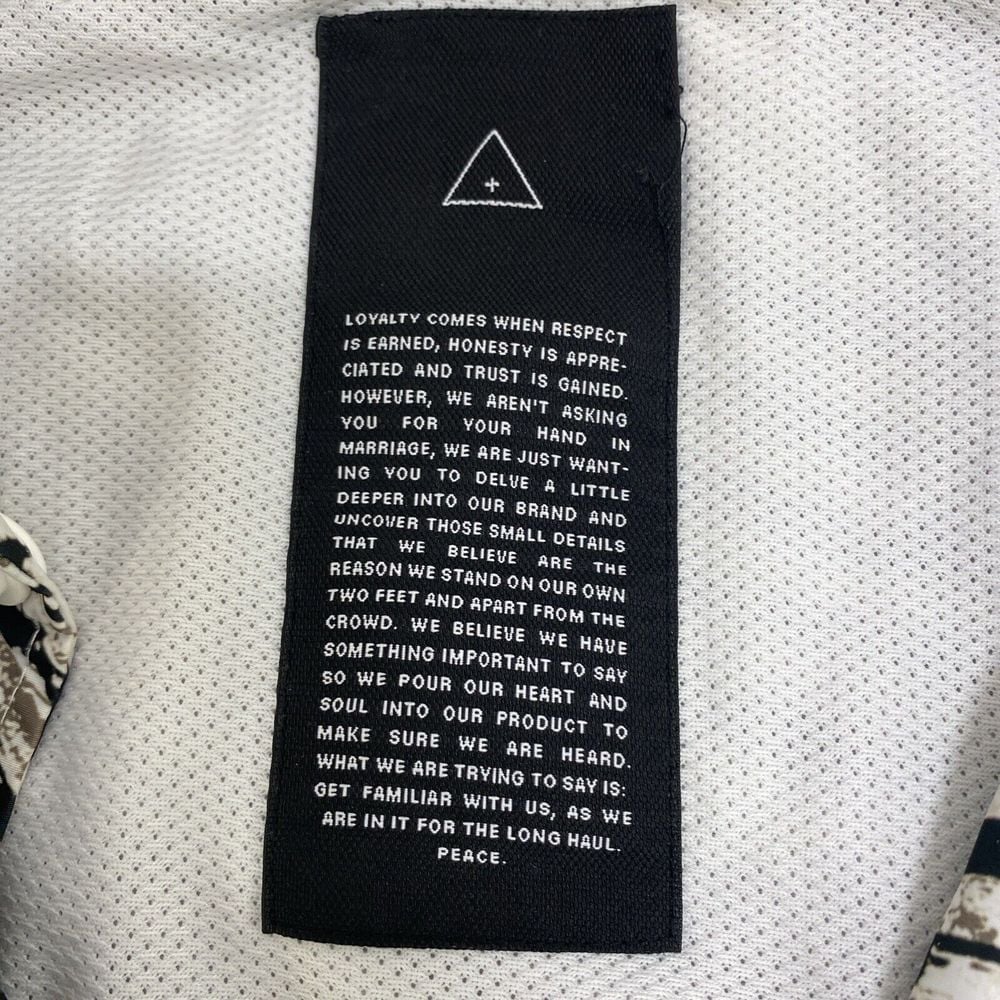 LOYALTY COMES WHEN RESPECT
IS EARNED, HONESTY IS APPRE-
CIATED AND TRUST IS GAINED.
HOWEVER, WE AREN'T ASKING
YOU FOR YOUR HAND IN
MARRIAGE, WE ARE JUST WANT-
ING YOU TO DELVE A LITTLE
DEEPER INTO OUR BRAND AND
UNCOVER THOSE SMALL DETAILS
THAT WE BELIEVE ARE THE
REASON WE STAND ON OUR OWN
TWO FEET AND APART FROM THE
CROWD. WE BELIEVE WE HAVE
SOMETHING IMPORTANT TO SAY
SO WE POUR OUR HEART AND
SOUL INTO OUR PRODUCT TO
MAKE SURE WE ARE HEARD.
WHAT WE ARE TRYING TO SAY IS:
GET FAMILIAR WITH US, AS WE
ARE IN IT FOR THE LONG HAUL.
PEACE.